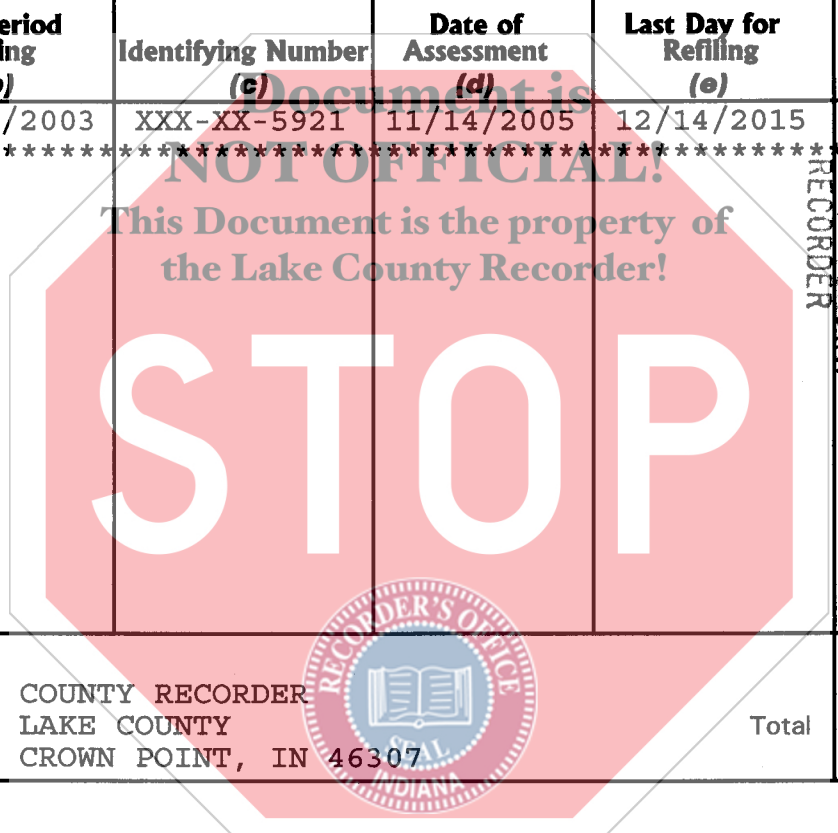 eriod Date of Last Day for
ing Identifying Number Assessment Refiling
) (c) (d) (e)
Document is
/2003 XXX-XX-5921 11/14/2005 12/14/2015
****************************************************************
NOT OFFICIAL!
This Document is the property of
the Lake County Recorder!
RECORDER
STOP
RECORDER'S OFFICE
SEAL
INDIANA
COUNTY RECORDER
LAKE COUNTY Total
CROWN POINT, IN 46307